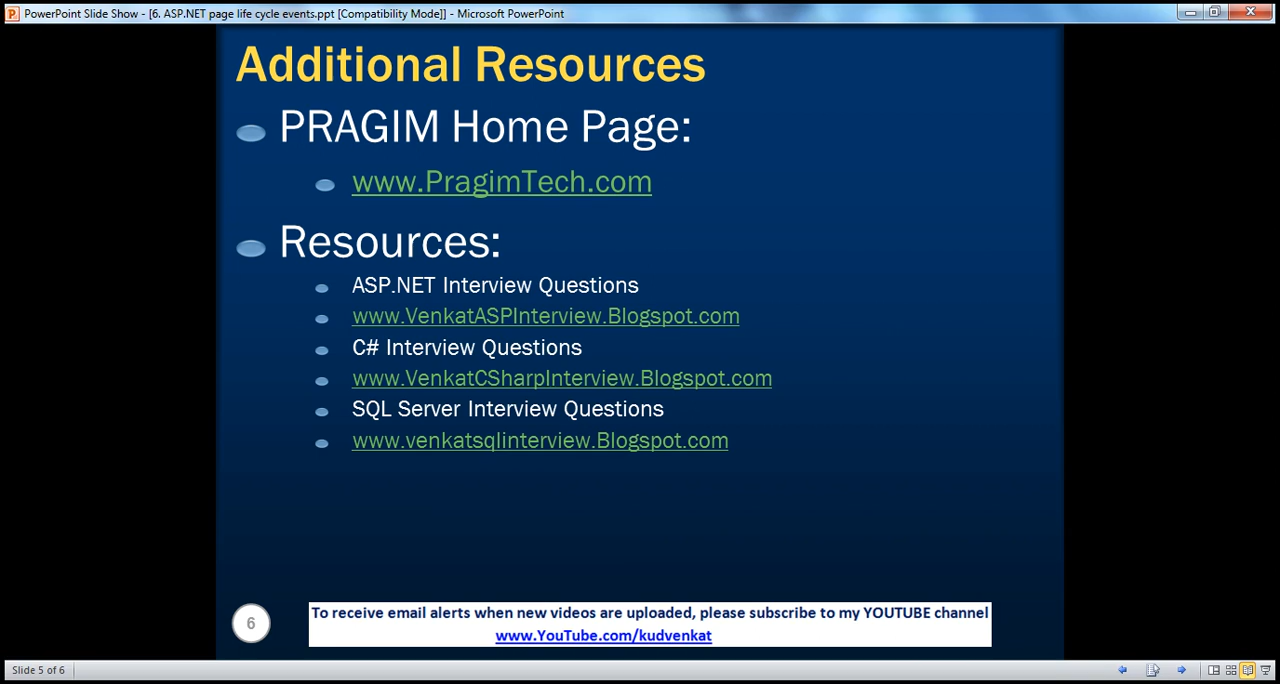 PowerPoint Slide Show - [6. ASP.NET page life cycle events.ppt [Compatibility Mode]] - Microsoft PowerPoint
Additional Resources
PRAGIM Home Page:
www.PragimTech.com
Resources:
ASP.NET Interview Questions
www.VenkatASPInterview.Blogspot.com
C# Interview Questions
www.VenkatCSharpInterview.Blogspot.com
SQL Server Interview Questions
www.venkatsqlinterview.Blogspot.com
6
To receive email alerts when new videos are uploaded, please subscribe to my YOUTUBE channel
www.YouTube.com/kudvenkat
Slide 5 of 6